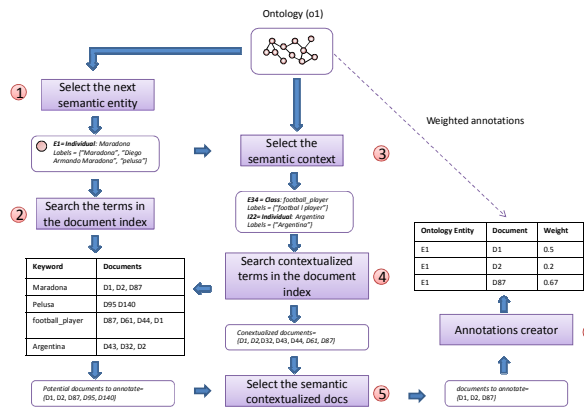 Ontology (o1)
1
Select the next
semantic entity
Weighted annotations
E1= Individual: Maradona
Labels = {“Maradona”, “Diego
Armando Maradona”, “pelusa”}
Select the
semantic context
3
2
Search the terms in
the document index
E34 = Class: football_player
Labels = {“footbal l player”}
I22= Individual: Argentina
Labels = {“Argentina”}
Ontology Entity Document Weight
E1 D1 0.5
E1 D2 0.2
E1 D87 0.67
Search contextualized
terms in the document
index
4
Keyword Documents
Maradona D1, D2, D87
Pelusa D95 D140
football_player D87, D61, D44, D1
Argentina D43, D32, D2
Conextualized documents=
{D1, D2,D32, D43, D44, D61, D87}
Annotations creator
Potential documents to annotate=
{D1, D2, D87, D95, D140}
Select the semantic
contextualized docs
5
documents to annotate=
{D1, D2, D87}